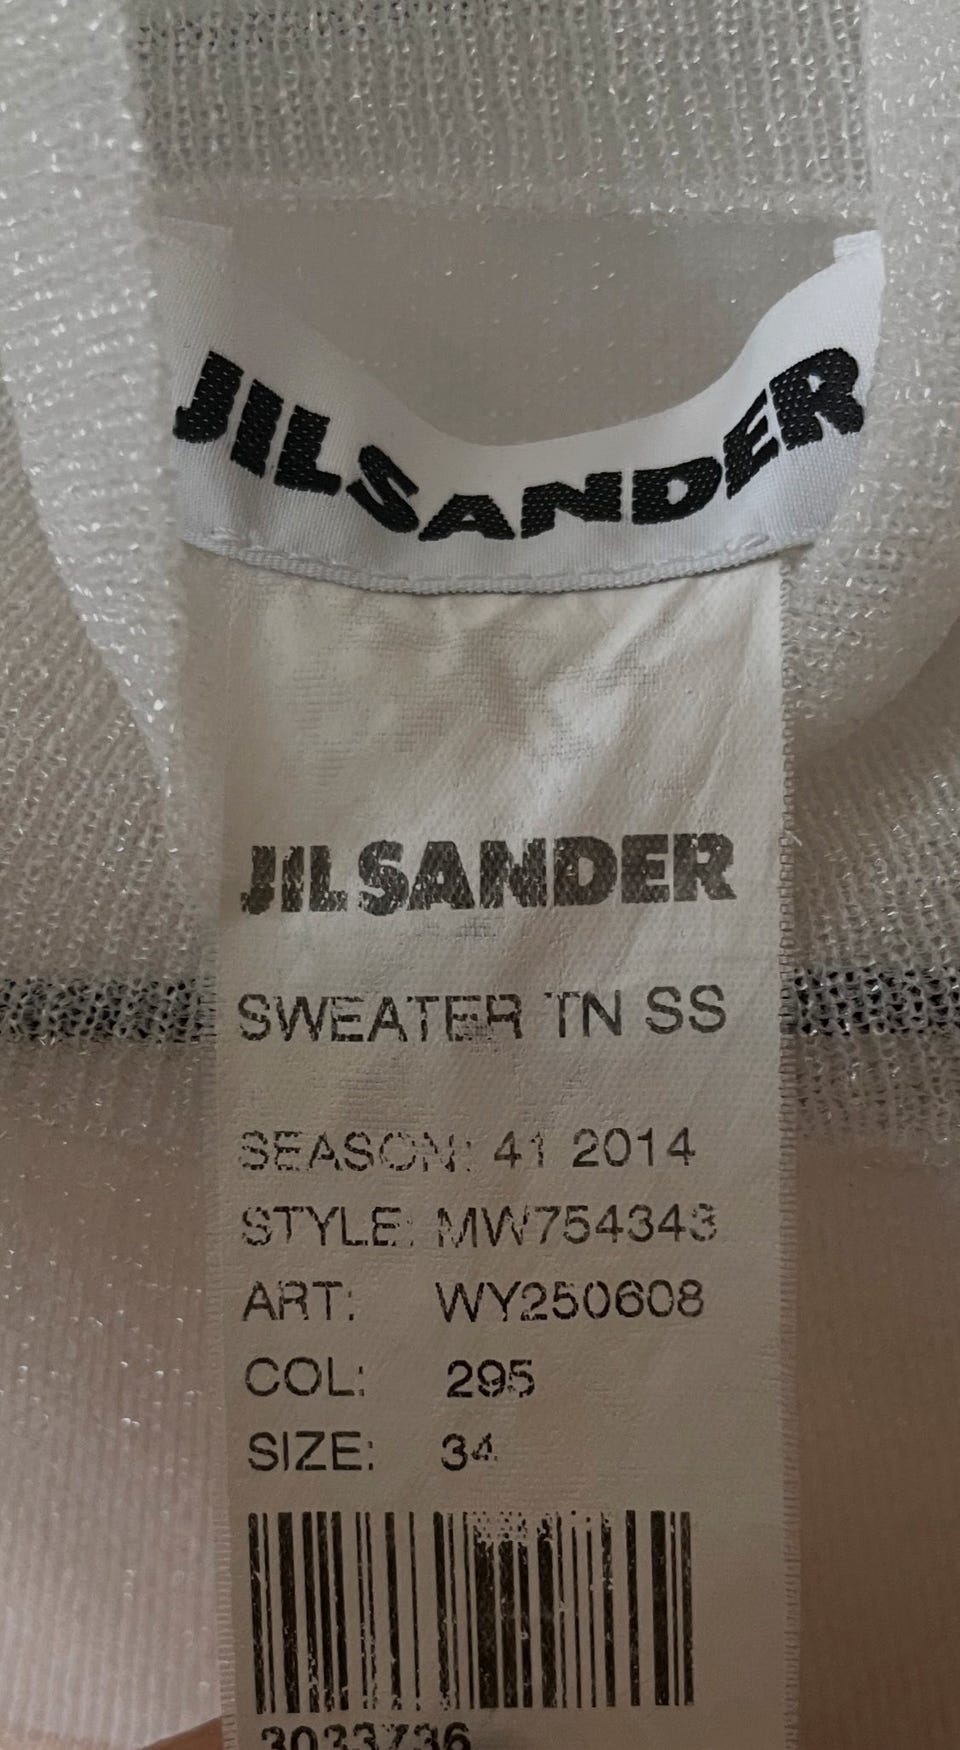 JILSANDER
JILSANDER
SWEATER TN SS
SEASON: 41 2014
STYLE: MW754343
ART: WY250608
COL: 295
SIZE: 34
3033736